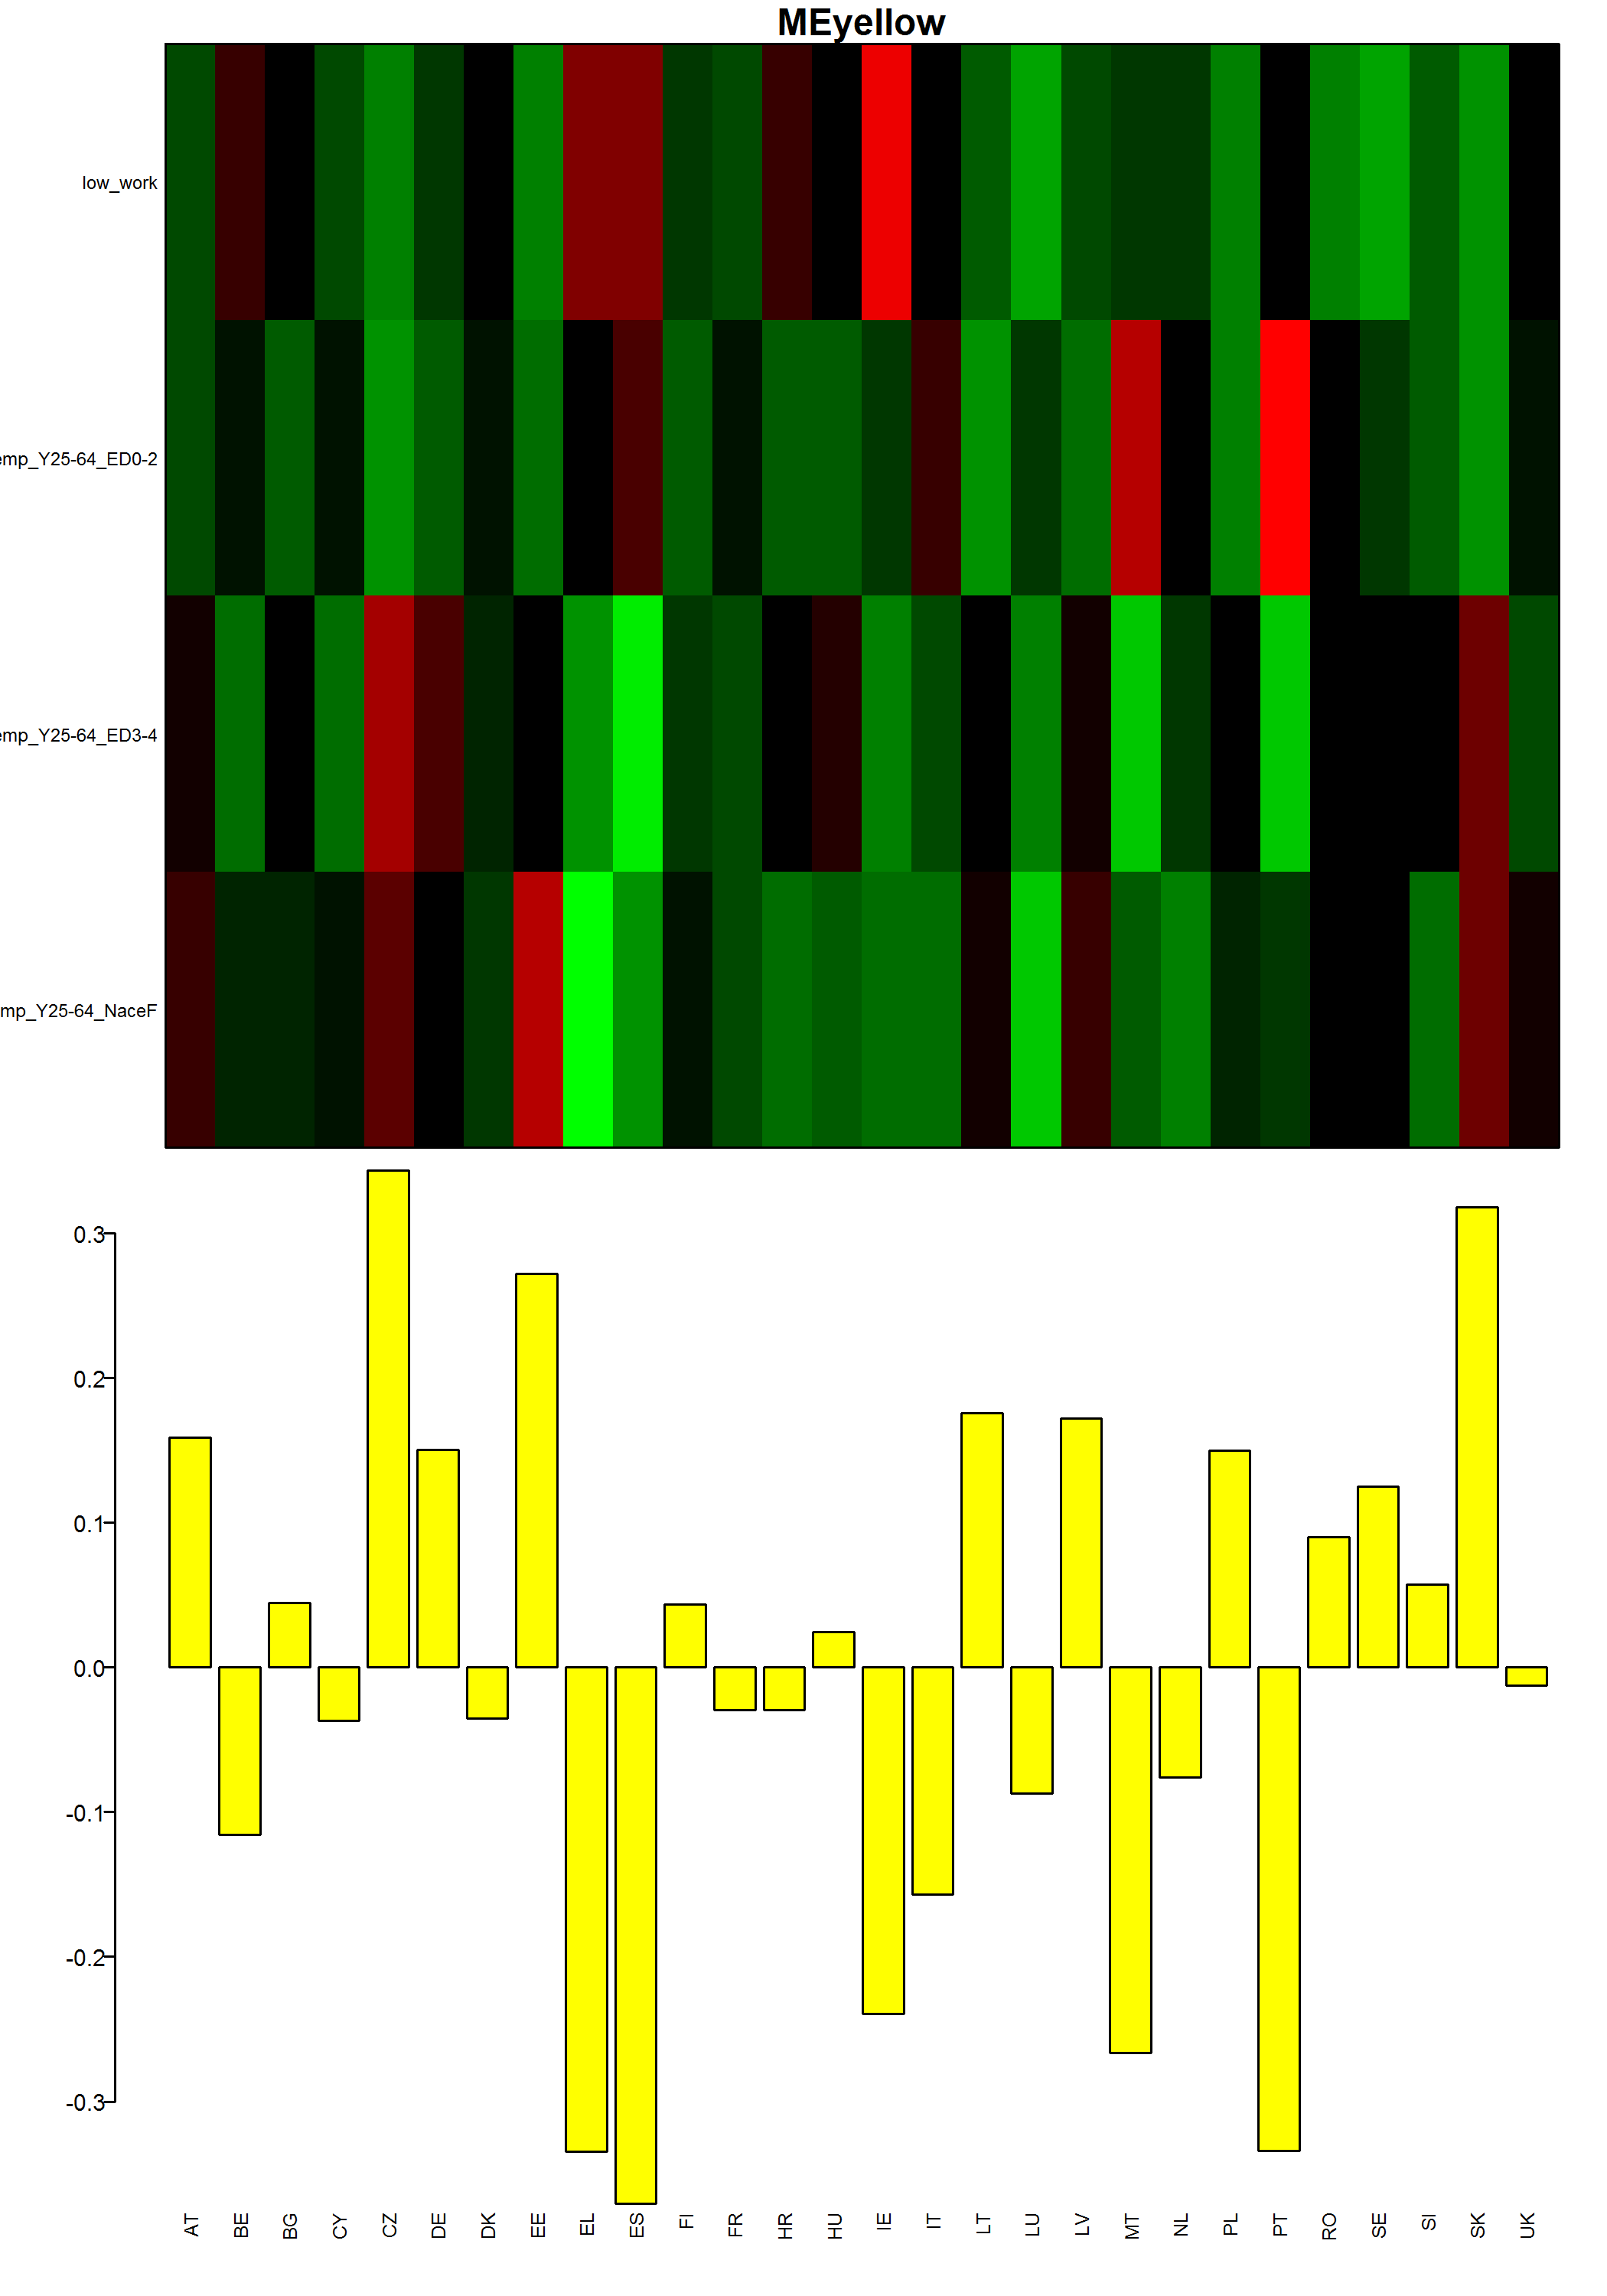 MEyellow
low_work
emp_Y25-64_ED0-2
emp_Y25-64_ED3-4
mp_Y25-64_NaceF
0.3
0.2
0.1
0.0
-0.1
-0.2
-0.3
AT BE BG CY CZ DE DK EE EL ES FI FR HR HU IE IT LT LU LV MT NL PL PT RO SE SI SK UK